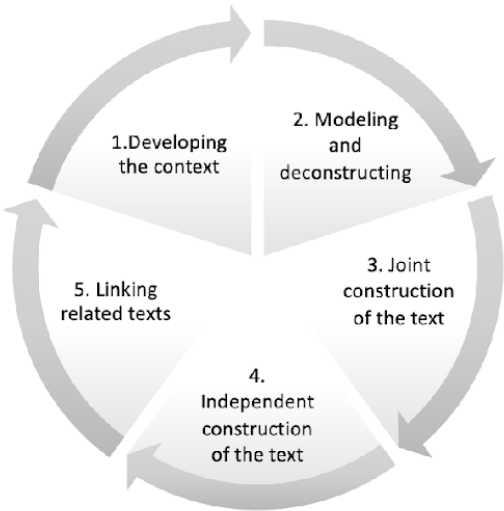 1.Developing
the context
2. Modeling
and
deconstructing
3. Joint
construction
of the text
4.
Independent
construction
of the text
5. Linking
related texts